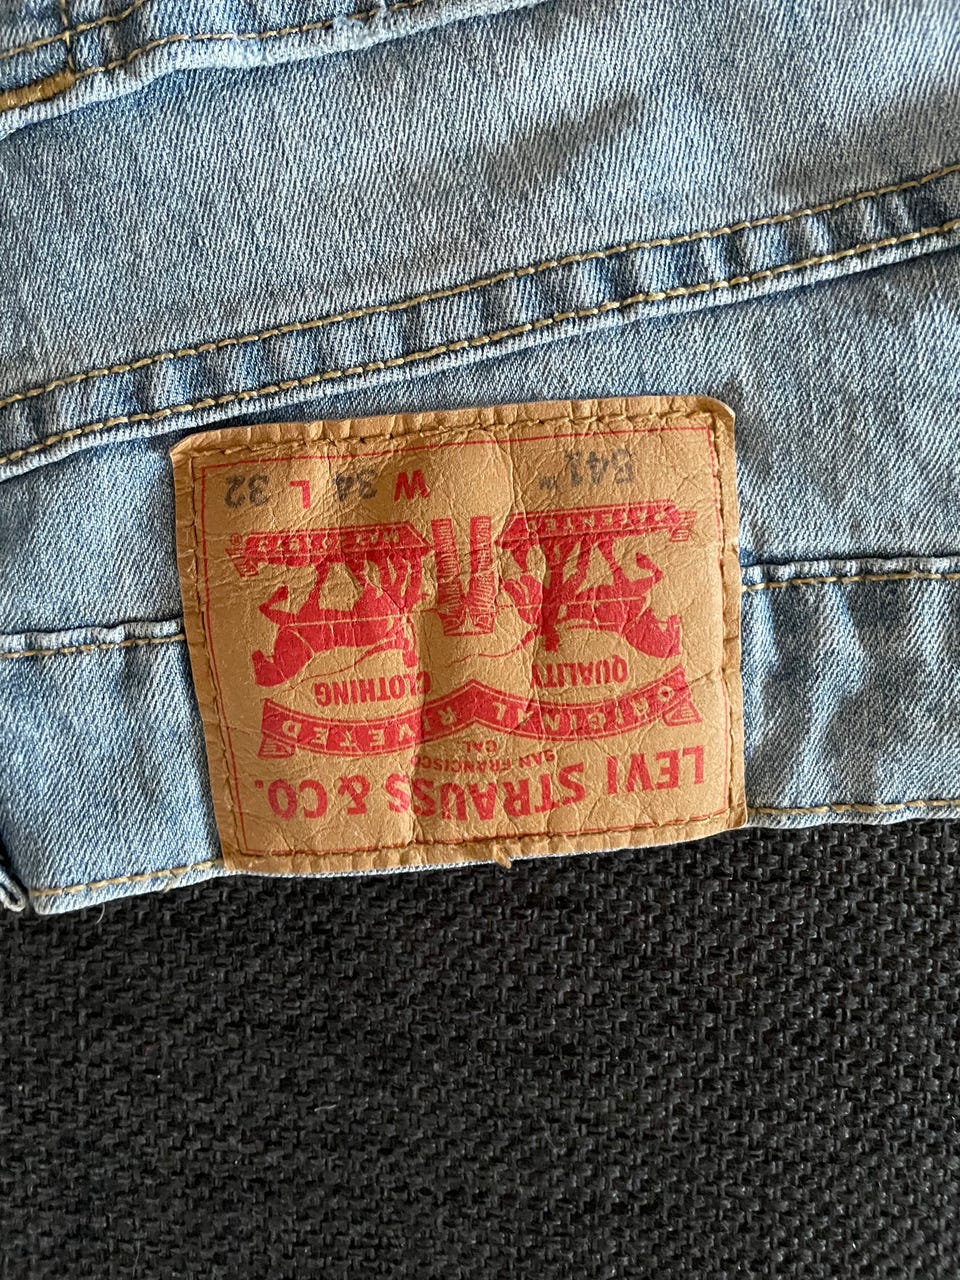 LEVI STRAUSS & CO.
SAN FRANCISCO
CAL
ORIGINAL RIVETED
QUALITY CLOTHING
541™ W 34 L 32